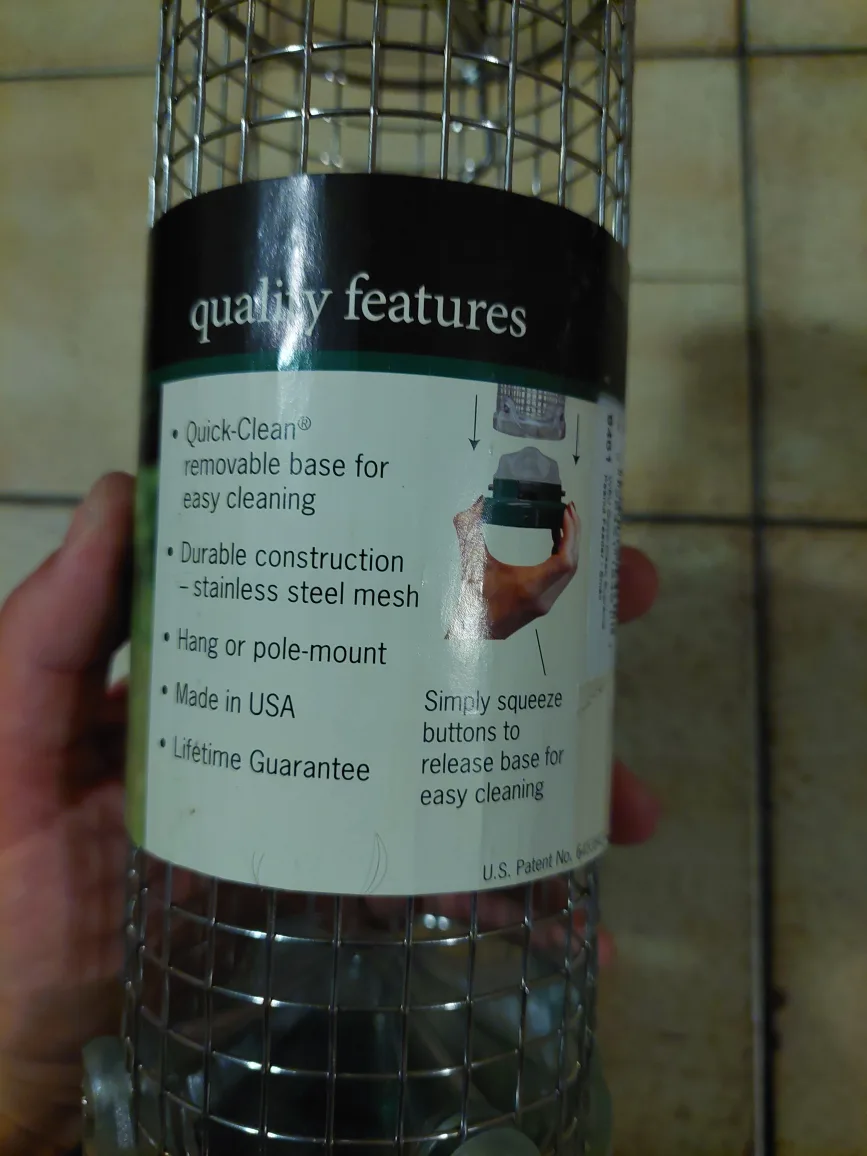 quality features
• Quick-Clean®
removable base for
easy cleaning
• Durable construction
– stainless steel mesh
• Hang or pole-mount
• Made in USA
• Lifetime Guarantee
Simply squeeze
buttons to
release base for
easy cleaning
U.S. Patent No.